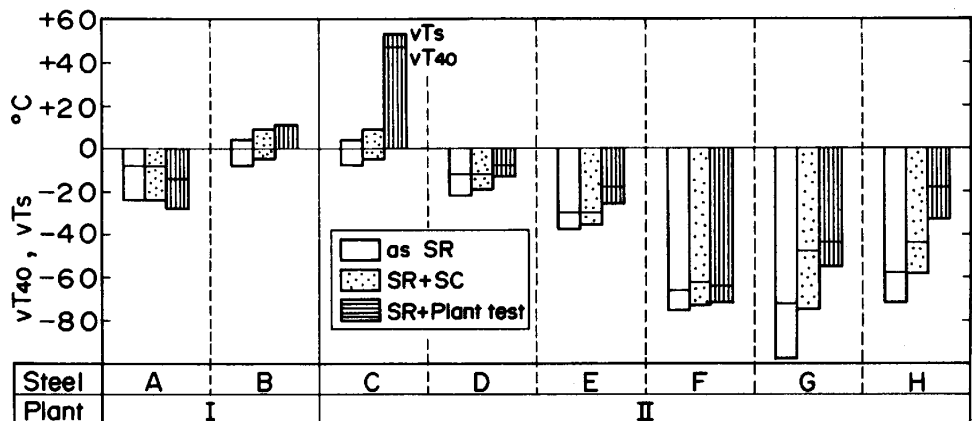 +60
+40
+20
0
-20
-40
-60
-80
°C
vT40, vTs
vTs
vT40
as SR
SR+SC
SR+Plant test
Steel A B C D E F G H
Plant I II